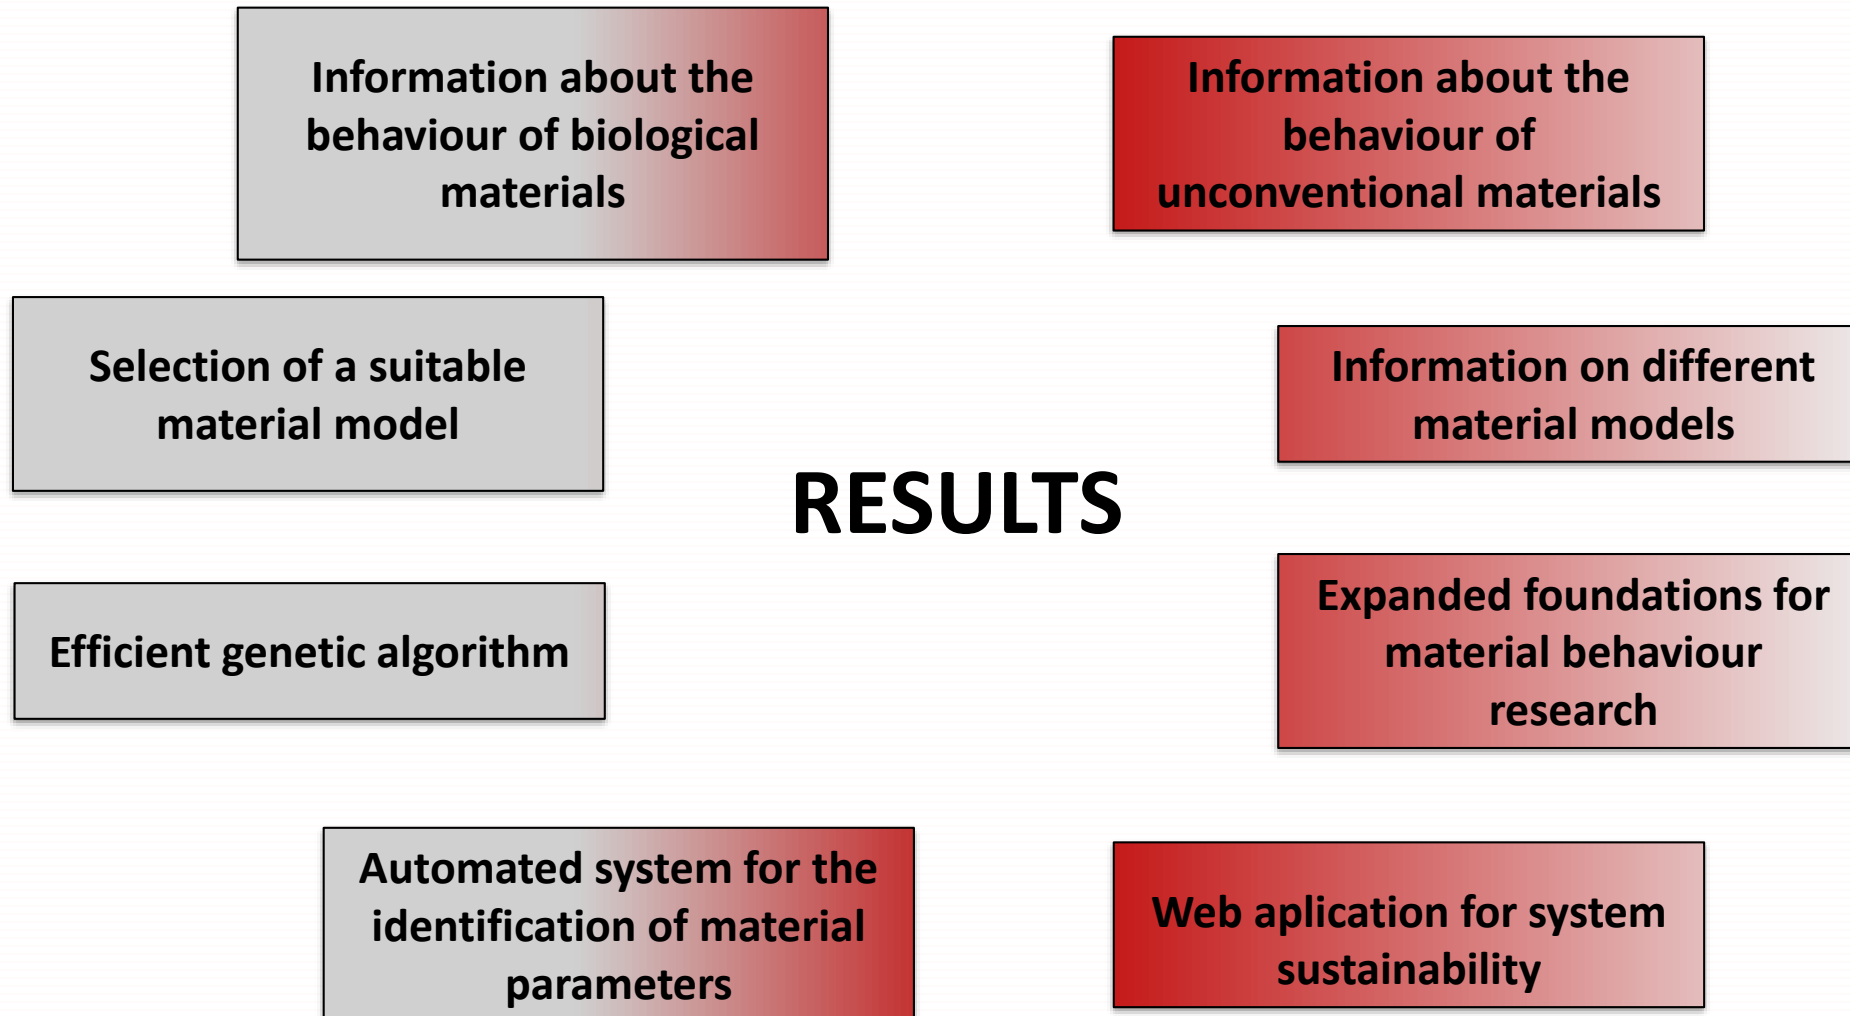 Information about the
behaviour of biological
materials
Information about the
behaviour of
unconventional materials
Selection of a suitable
material model
Information on different
material models
RESULTS
Efficient genetic algorithm
Expanded foundations for
material behaviour
research
Automated system for the
identification of material
parameters
Web aplication for system
sustainability